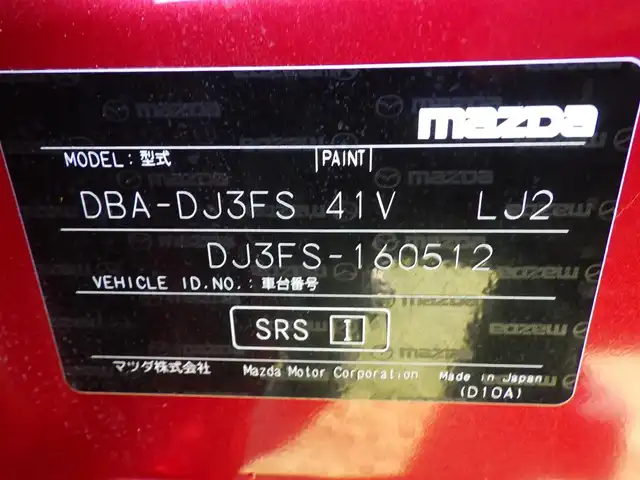 mazda
MODEL: 型式 PAINT
DBA-DJ3FS 41V LJ2
DJ3FS-160512
VEHICLE ID.NO.: 車台番号
SRS 1
マツダ株式会社 Mazda Motor Corporation Made in Japan
(D10A)